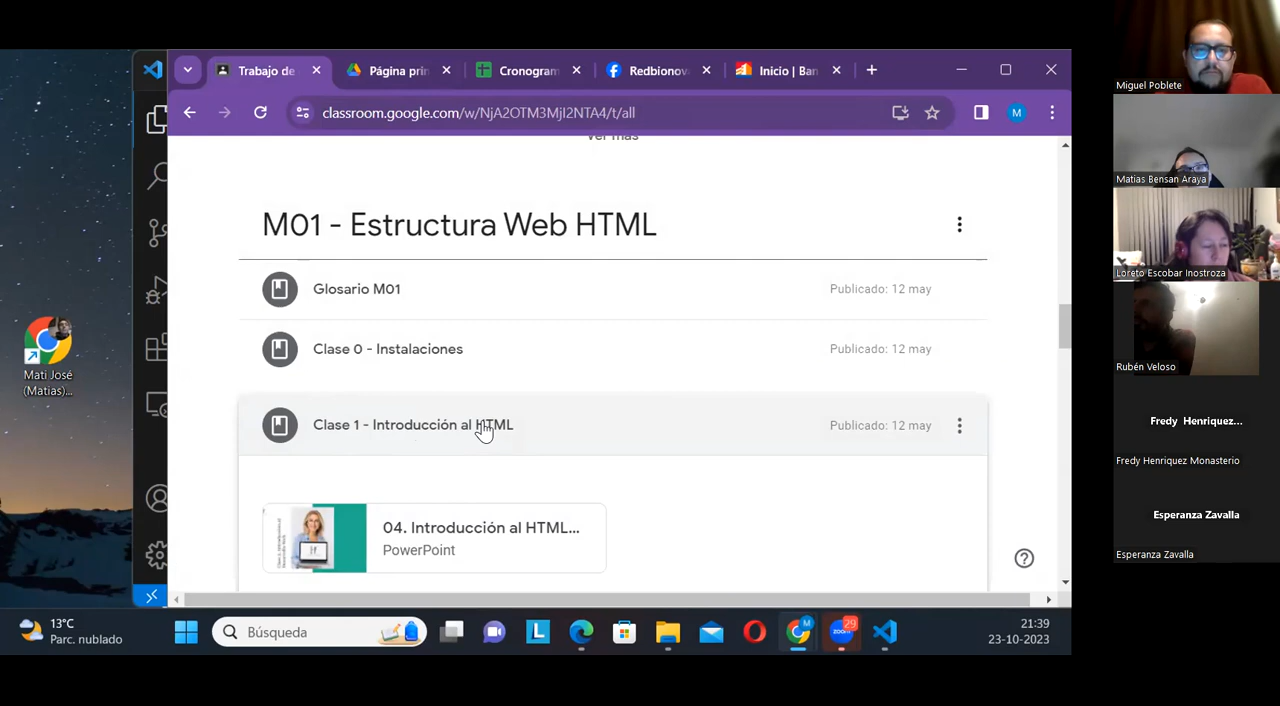 Trabajo de
Página prin
Cronogram
Redbionov
Inicio | Ban
classroom.google.com/w/NjA2OTM3MjI2NTA4/t/all
M
Ver más
M01 - Estructura Web HTML
Glosario M01
Publicado: 12 may
Clase 0 - Instalaciones
Publicado: 12 may
Clase 1 - Introducción al HTML
Publicado: 12 may
04. Introducción al HTML...
PowerPoint
Mati José
(Matias)...
13°C
Parc. nublado
Búsqueda
L
M
zoom
29
21:39
23-10-2023
Miguel Poblete
Matias Bensan Araya
Loreto Escobar Inostroza
Rubén Veloso
Fredy Henriquez...
Fredy Henriquez Monasterio
Esperanza Zavalla
Esperanza Zavalla